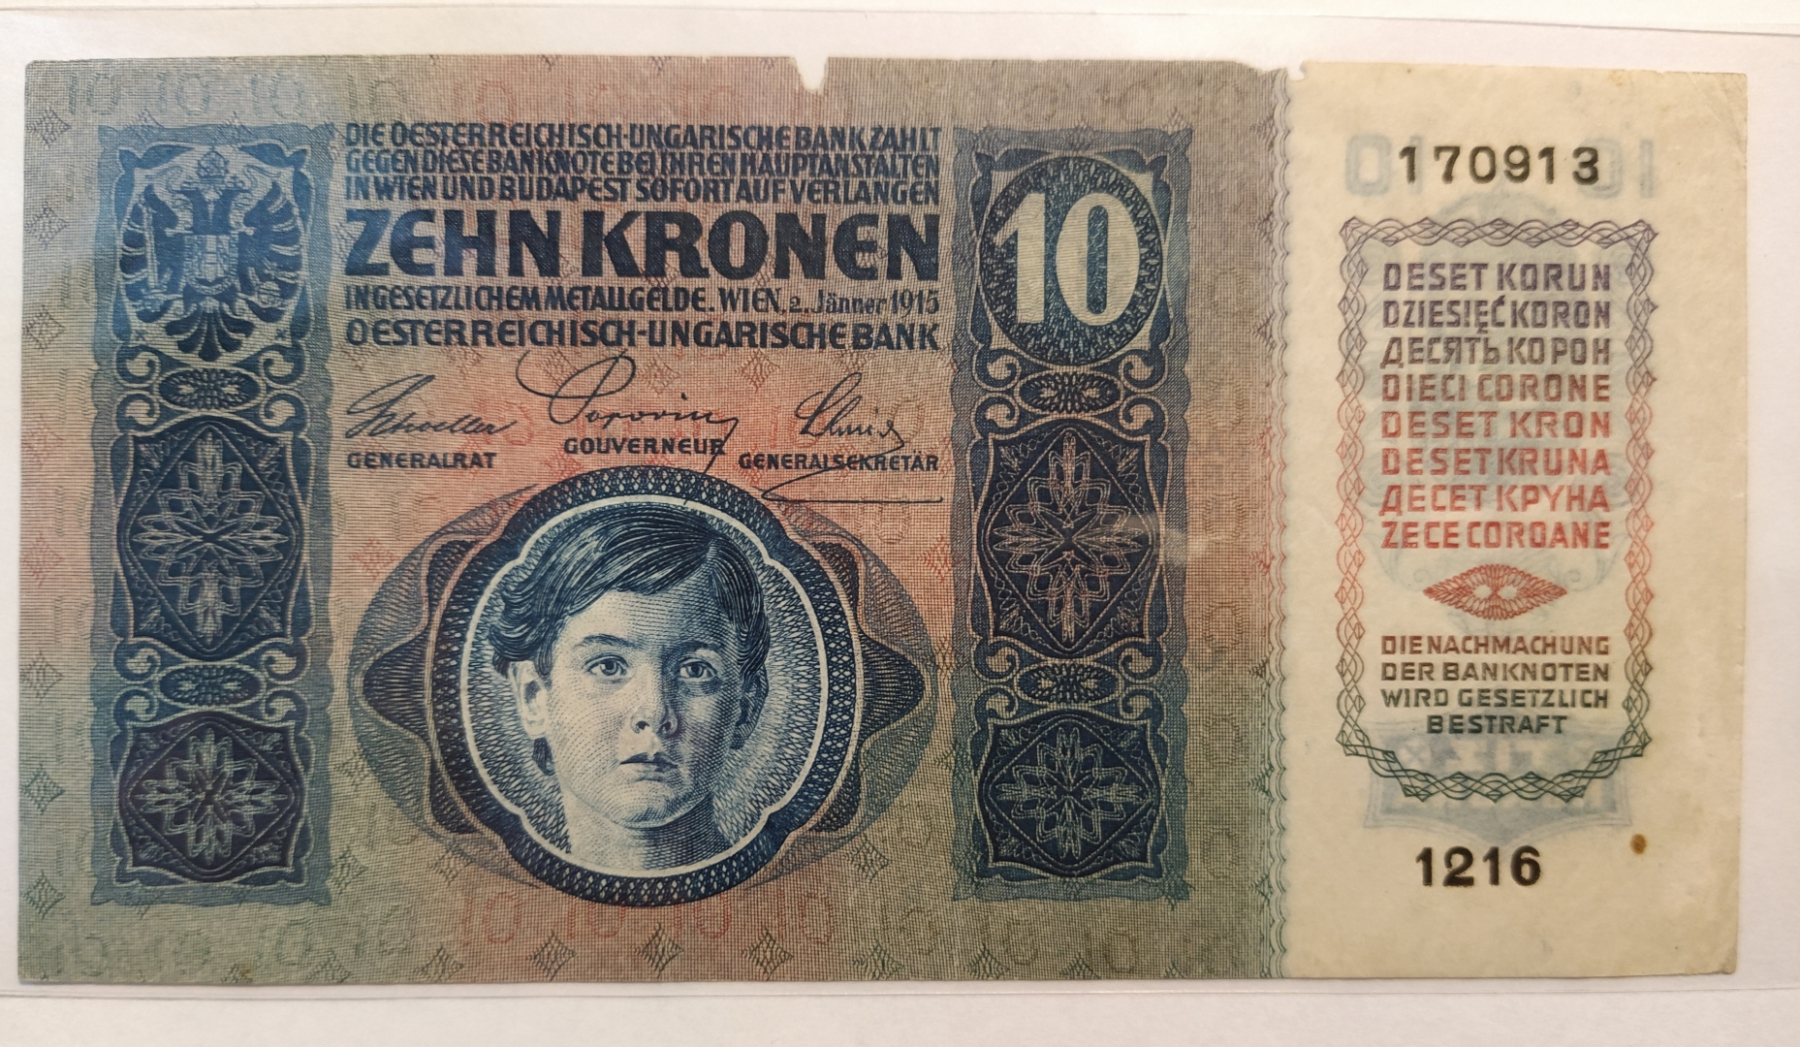 DIE OESTERREICHISCH-UNGARISCHE BANK ZAHLT
GEGEN DIESE BANKNOTE BEI IHREN HAUPTANSTALTEN
IN WIEN UND BUDAPEST SOFORT AUF VERLANGEN
ZEHN KRONEN
IN GESETZLICHEM METALLGELDE. WIEN, 2. Jänner 1915
OESTERREICHISCH-UNGARISCHE BANK
Schoeller
Popovics
Schmid
GENERALRAT
GOUVERNEUR
GENERALSEKRETÄR
10
170913
DESET KORUN
DZIESIĘĆ KORON
ДЕСЯТЬ КОРОН
DIECI CORONE
DESET KRON
DESET KRUNA
ДЕСЕТ КРУНА
ZECE COROANE
DIE NACHMACHUNG
DER BANKNOTEN
WIRD GESETZLICH
BESTRAFT
1216